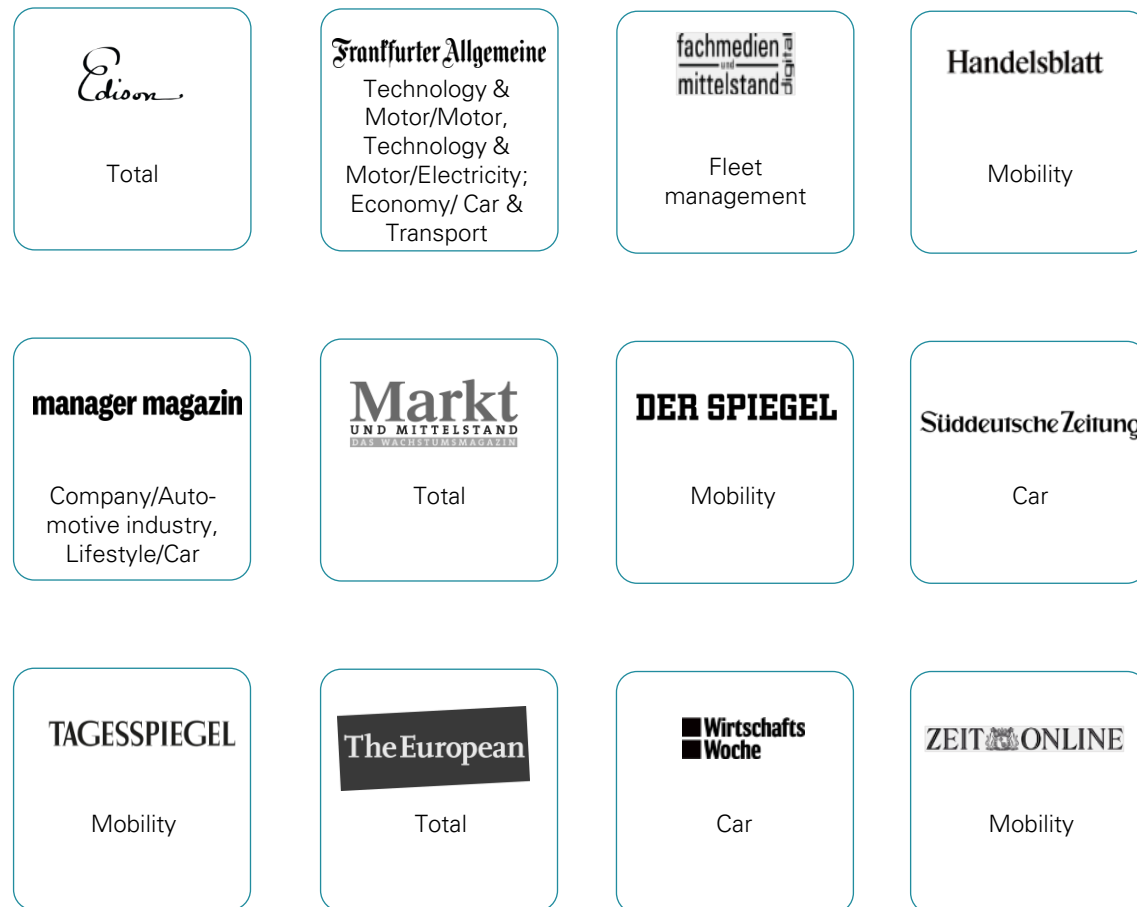 Edison
Total
Frankfurter Allgemeine
Technology &
Motor/Motor,
Technology &
Motor/Electricity;
Economy/ Car &
Transport
fachmedien
und
mittelstand
digital
Fleet
management
Handelsblatt
Mobility
manager magazin
Company/Auto-
motive industry,
Lifestyle/Car
Markt
UND MITTELSTAND
DAS WACHSTUMSMAGAZIN
Total
DER SPIEGEL
Mobility
Süddeutsche Zeitung
Car
TAGESSPIEGEL
Mobility
The European
Total
Wirtschafts
Woche
Car
ZEIT ONLINE
Mobility